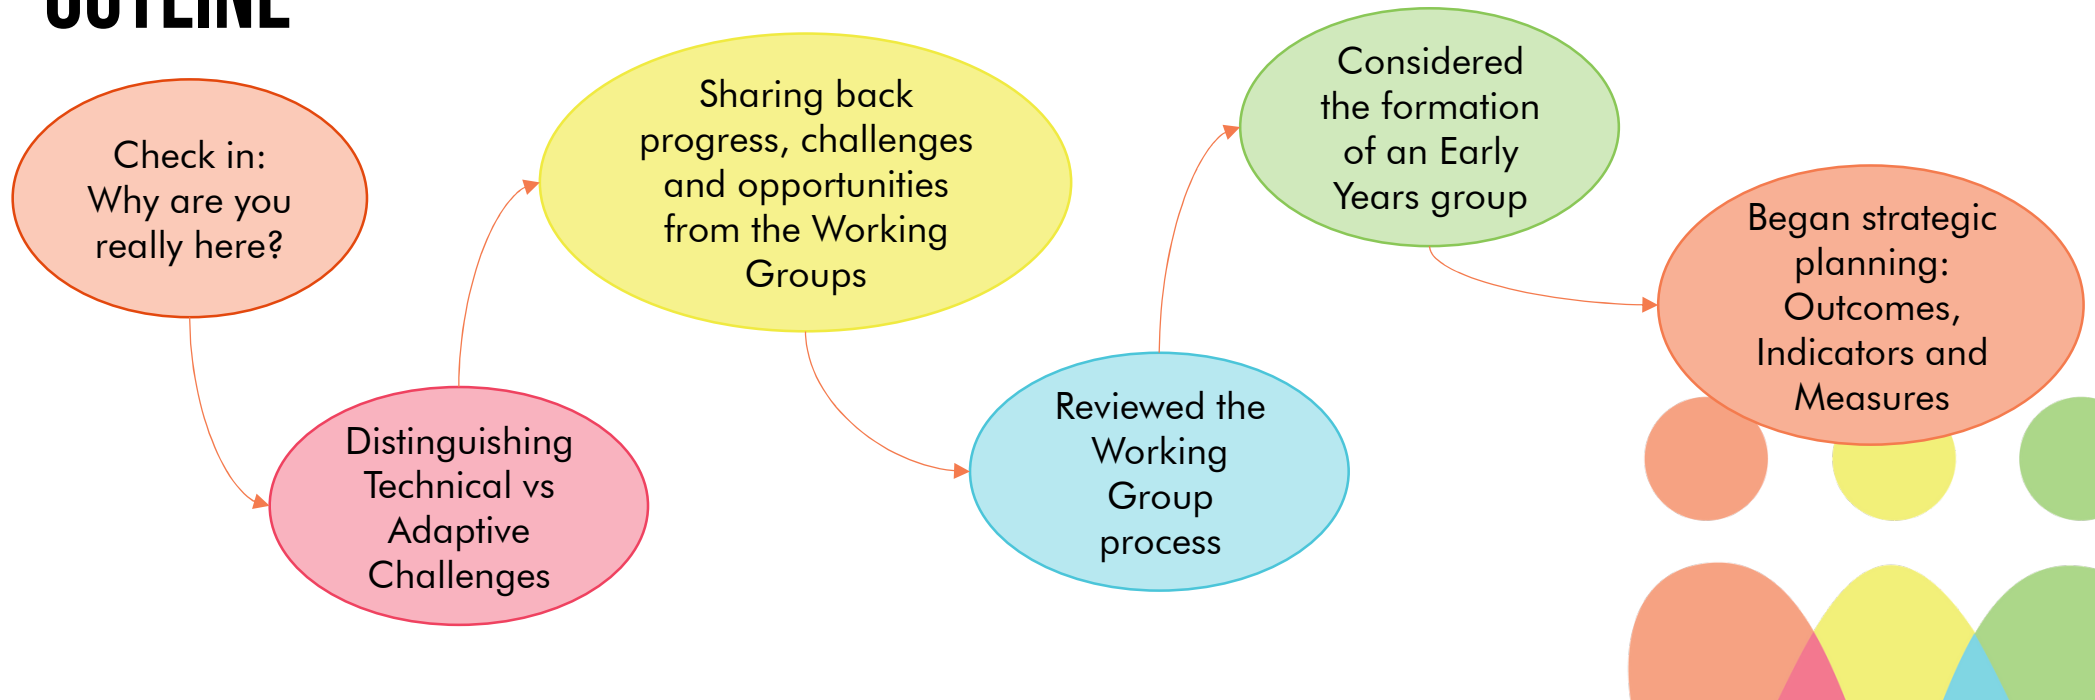 OUTLINE
Check in:
Why are you
really here?
Distinguishing
Technical vs
Adaptive
Challenges
Sharing back
progress, challenges
and opportunities
from the Working
Groups
Reviewed the
Working
Group
process
Considered
the formation
of an Early
Years group
Began strategic
planning:
Outcomes,
Indicators and
Measures